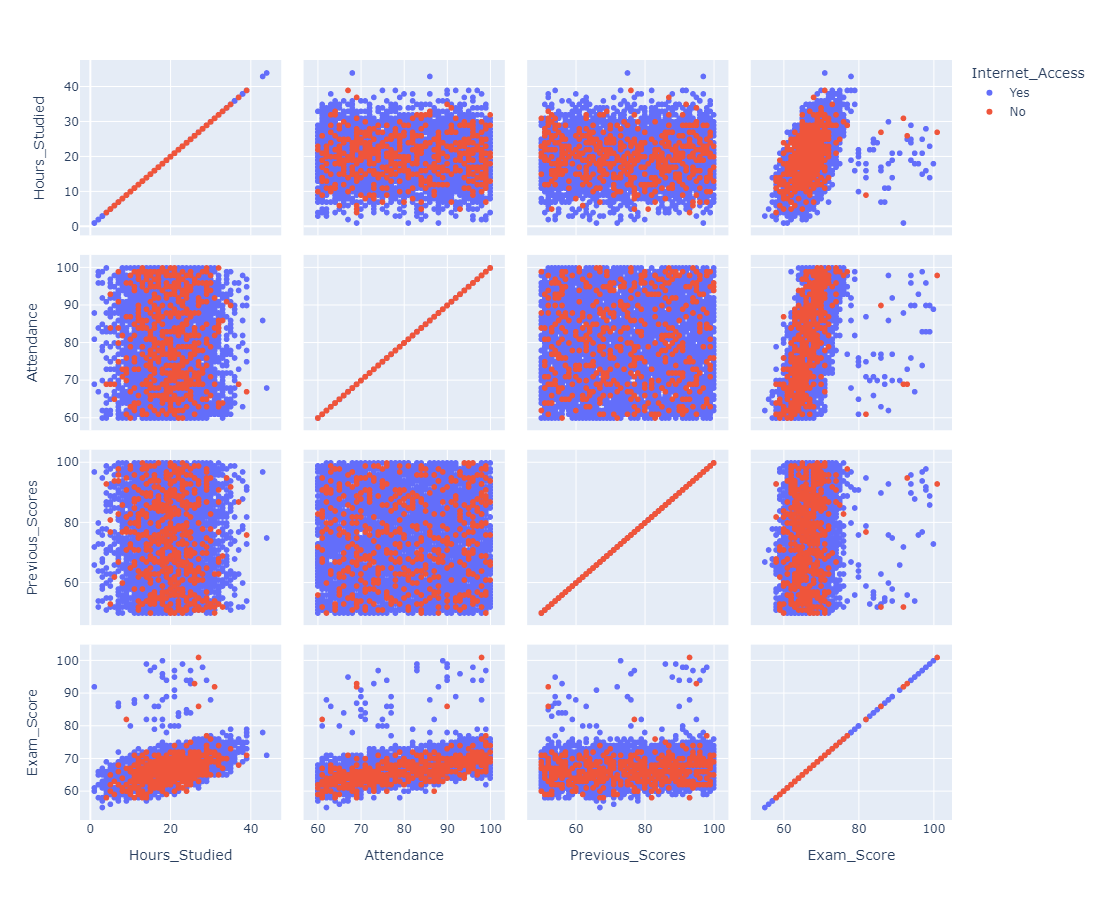 Internet_Access
Yes
No
Hours_Studied
40
30
20
10
0
Attendance
100
90
80
70
60
Previous_Scores
100
80
60
Exam_Score
100
90
80
70
60
0 20 40 60 70 80 90 100 60 80 100 60 80 100
Hours_Studied Attendance Previous_Scores Exam_Score